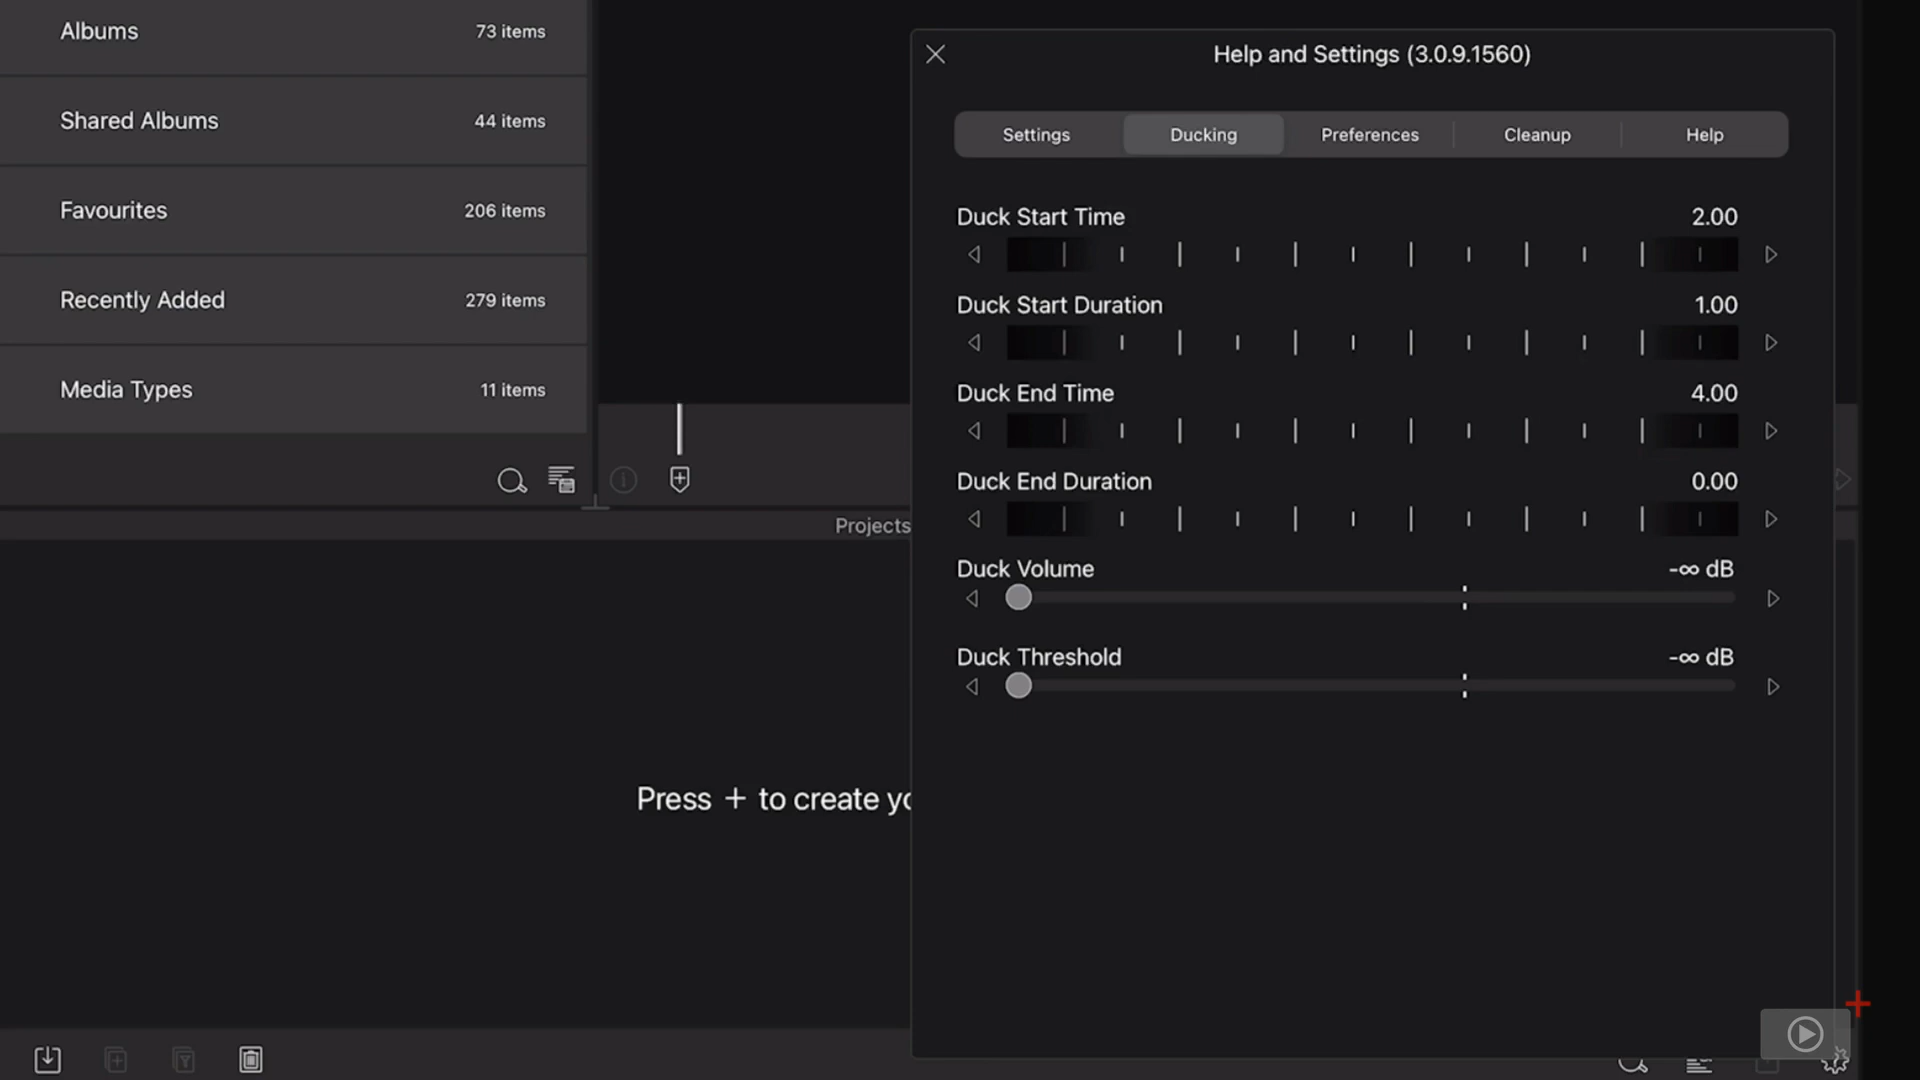 Albums 73 items
Shared Albums 44 items
Favourites 206 items
Recently Added 279 items
Media Types 11 items
Projects
Press + to create yo
Help and Settings (3.0.9.1560)
Settings Ducking Preferences Cleanup Help
Duck Start Time 2.00
Duck Start Duration 1.00
Duck End Time 4.00
Duck End Duration 0.00
Duck Volume -∞ dB
Duck Threshold -∞ dB